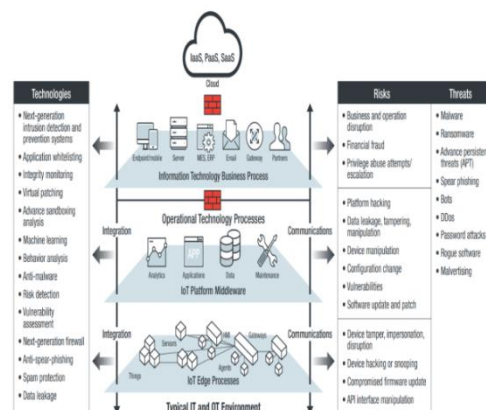 IaaS, PaaS, SaaS
Cloud
Technologies
• Next-generation
intrusion detection and
prevention systems
• Application whitelisting
• Integrity monitoring
• Virtual patching
• Advance sandboxing
analysis
• Machine learning
• Behavior analysis
• Anti-malware
• Risk detection
• Vulnerability
assessment
• Next-generation firewall
• Anti-spear-phishing
• Spam protection
• Data leakage
Endpoint/mobile
Server
MES, ERP
Email
Gateway
Partners
Information Technology Business Process
Operational Technology Processes
Integration
Communications
APP
Analytics
Applications
Data
Maintenance
IoT Platform Middleware
Integration
Communications
Sensors
HMI
Gateways
Things
Agents
IoT Edge Processes
Typical IT and OT Environment
Risks
• Business and operation
disruption
• Financial fraud
• Privilege abuse attempts/
escalation
• Platform hacking
• Data leakage, tampering,
manipulation
• Device manipulation
• Configuration change
• Vulnerabilities
• Software update and patch
• Device tamper, impersonation,
disruption
• Device hacking or snooping
• Compromised firmware update
• API interface manipulation
Threats
• Malware
• Ransomware
• Advance persistent
threats (APT)
• Spear phishing
• Bots
• DDos
• Password attacks
• Rogue software
• Malvertising